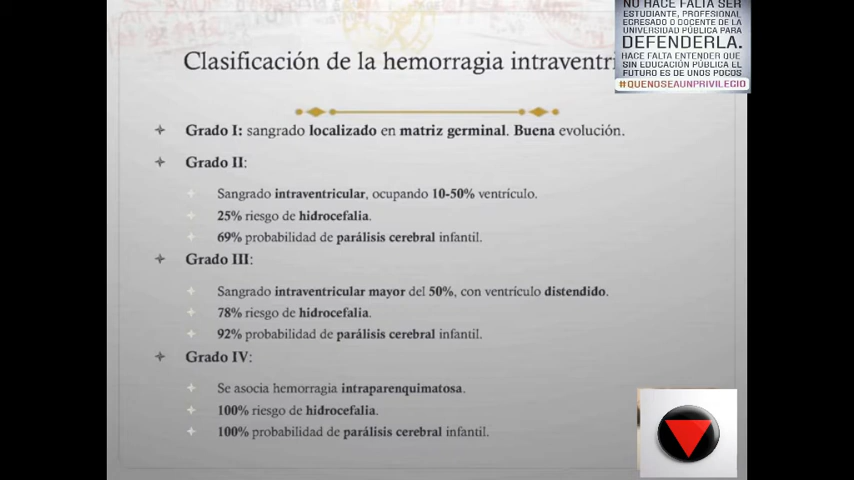 NO HACE FALTA SER
ESTUDIANTE, PROFESIONAL
EGRESADO O DOCENTE DE LA
UNIVERSIDAD PÚBLICA PARA
DEFENDERLA.
HACE FALTA ENTENDER QUE
SIN EDUCACIÓN PÚBLICA EL
FUTURO ES DE UNOS POCOS
#QUENOSEAUNPRIVILEGIO
Clasificación de la hemorragia intraventri
Grado I: sangrado localizado en matriz germinal. Buena evolución.
Grado II:
Sangrado intraventricular, ocupando 10-50% ventrículo.
25% riesgo de hidrocefalia.
69% probabilidad de parálisis cerebral infantil.
Grado III:
Sangrado intraventricular mayor del 50%, con ventrículo distendido.
78% riesgo de hidrocefalia.
92% probabilidad de parálisis cerebral infantil.
Grado IV:
Se asocia hemorragia intraparenquimatosa.
100% riesgo de hidrocefalia.
100% probabilidad de parálisis cerebral infantil.